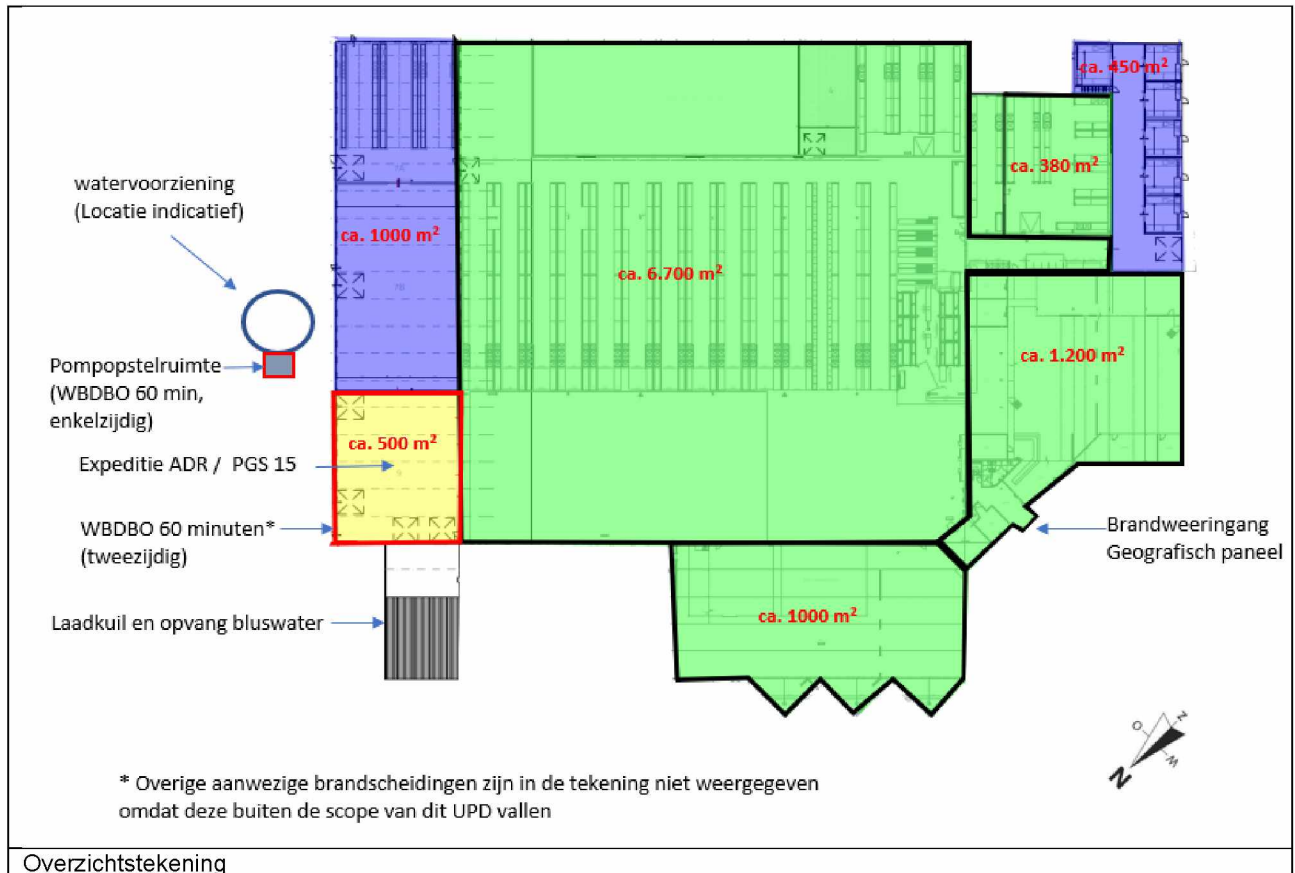 ca. 450 m²
ca. 380 m²
watervoorziening
(Locatie indicatief)
ca. 1000 m²
ca. 6.700 m²
Pompopstelruimte
(WBDBO 60 min,
enkelzijdig)
ca. 1.200 m²
ca. 500 m²
Expeditie ADR / PGS 15
WBDBO 60 minuten*
(tweezijdig)
Brandweeringang
Geografisch paneel
Laadkuil en opvang bluswater
ca. 1000 m²
Z
O
W
N
* Overige aanwezige brandscheidingen zijn in de tekening niet weergegeven
omdat deze buiten de scope van dit UPD vallen
Overzichtstekening